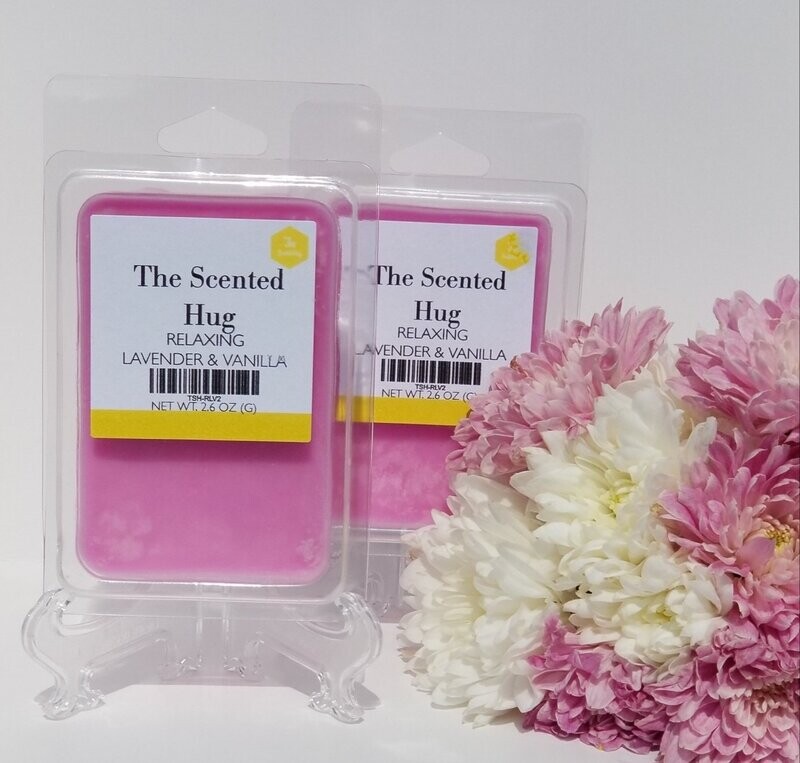 The Scented
Hug
RELAXING
LAVENDER & VANILLA
TSH-RLV2
NET WT. 2.6 OZ (G)
The Scented
Hug
RELAXING
LAVENDER & VANILLA
TSH-RLV2
NET WT. 2.6 OZ (G)